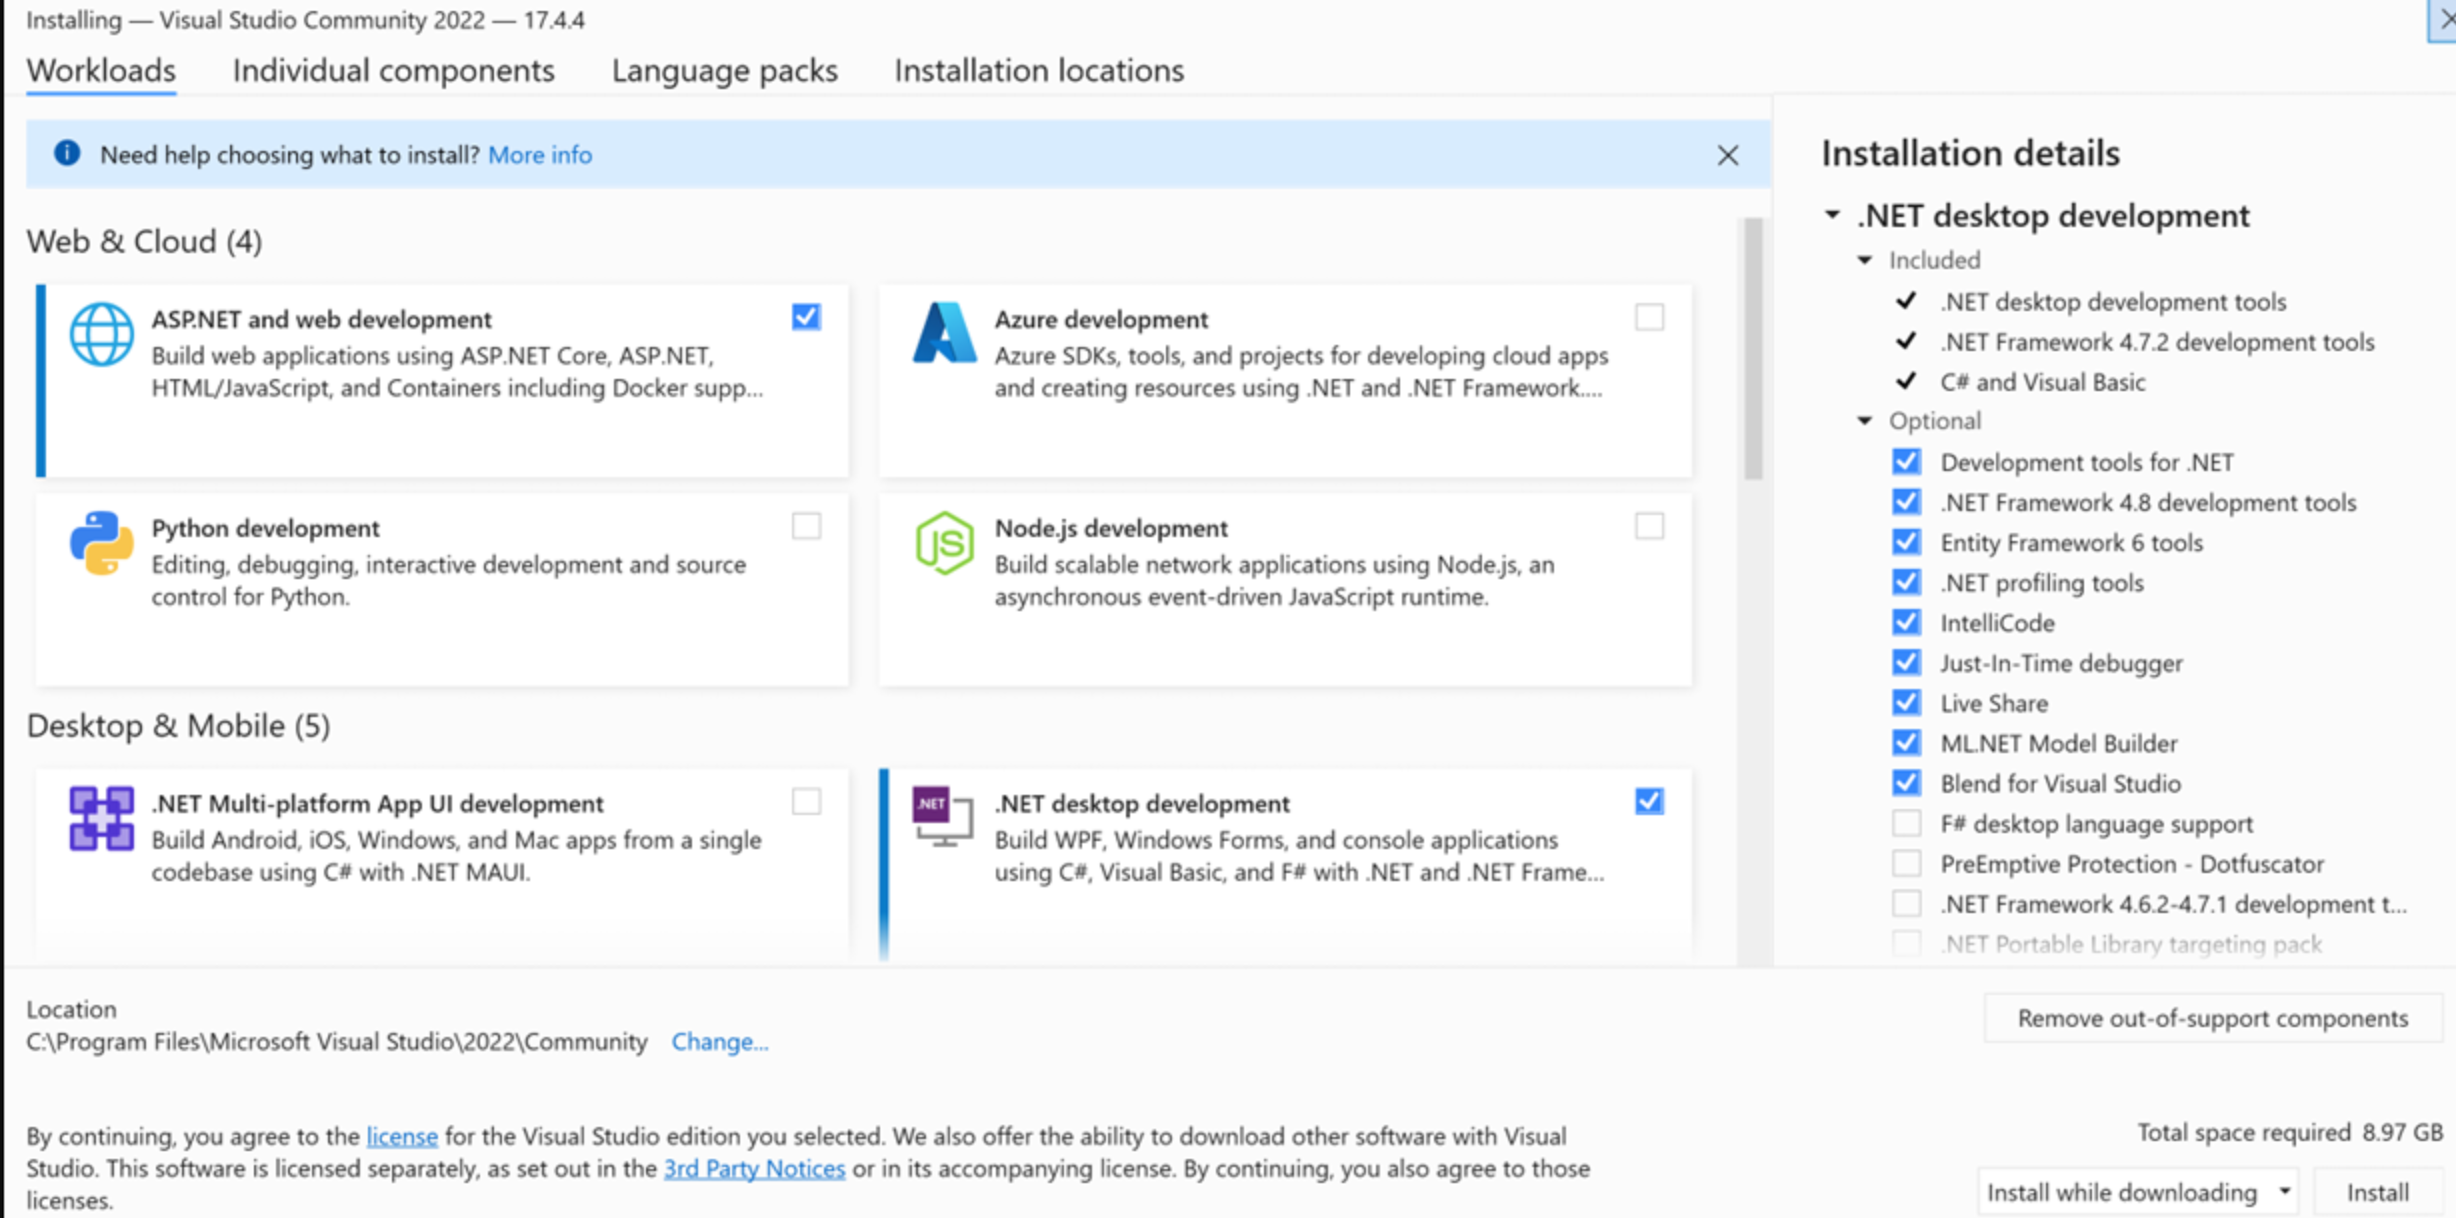 Installing — Visual Studio Community 2022 — 17.4.4
Workloads
Individual components
Language packs
Installation locations
Need help choosing what to install? More info
Web & Cloud (4)
ASP.NET and web development
Build web applications using ASP.NET Core, ASP.NET,
HTML/JavaScript, and Containers including Docker supp...
Azure development
Azure SDKs, tools, and projects for developing cloud apps
and creating resources using .NET and .NET Framework....
Python development
Editing, debugging, interactive development and source
control for Python.
JS
Node.js development
Build scalable network applications using Node.js, an
asynchronous event-driven JavaScript runtime.
Desktop & Mobile (5)
.NET Multi-platform App UI development
Build Android, iOS, Windows, and Mac apps from a single
codebase using C# with .NET MAUI.
.NET
.NET desktop development
Build WPF, Windows Forms, and console applications
using C#, Visual Basic, and F# with .NET and .NET Frame...
Installation details
.NET desktop development
Included
.NET desktop development tools
.NET Framework 4.7.2 development tools
C# and Visual Basic
Optional
Development tools for .NET
.NET Framework 4.8 development tools
Entity Framework 6 tools
.NET profiling tools
IntelliCode
Just-In-Time debugger
Live Share
ML.NET Model Builder
Blend for Visual Studio
F# desktop language support
PreEmptive Protection - Dotfuscator
.NET Framework 4.6.2-4.7.1 development t...
.NET Portable Library targeting pack
Location
C:\Program Files\Microsoft Visual Studio\2022\Community Change...
Remove out-of-support components
By continuing, you agree to the license for the Visual Studio edition you selected. We also offer the ability to download other software with Visual
Studio. This software is licensed separately, as set out in the 3rd Party Notices or in its accompanying license. By continuing, you also agree to those
licenses.
Total space required 8.97 GB
Install while downloading
Install